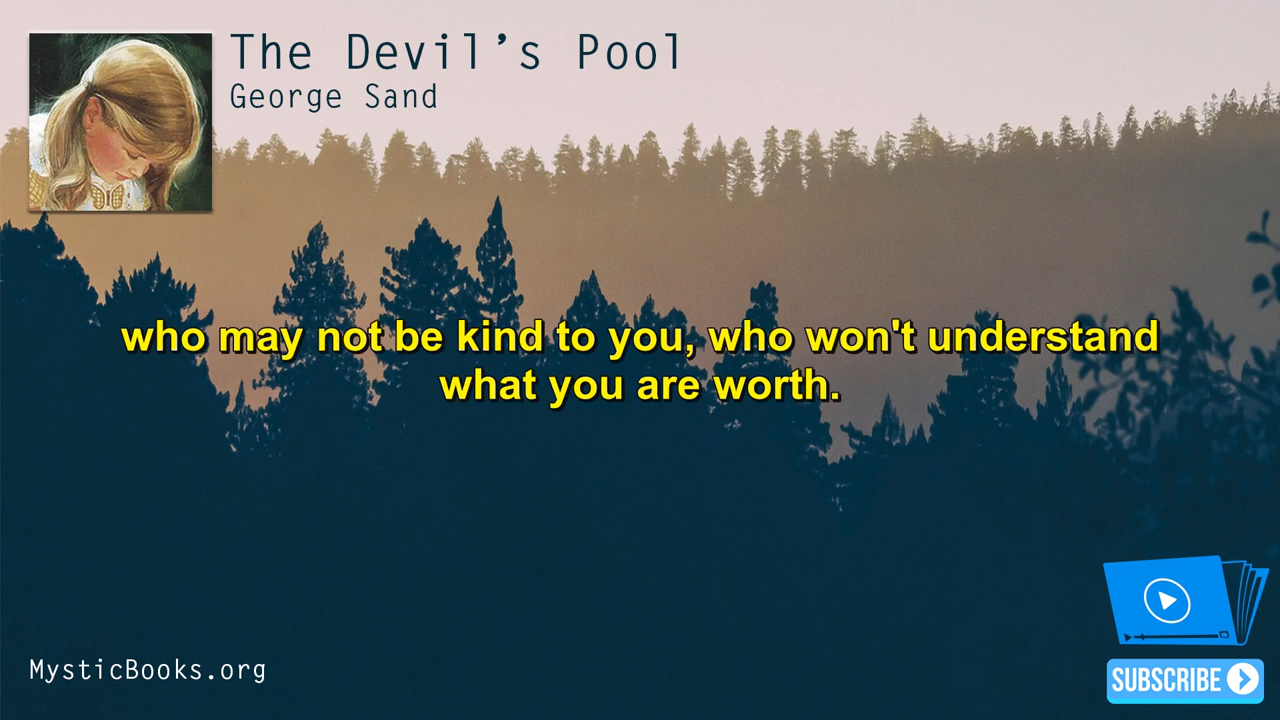 The Devil's Pool
George Sand
who may not be kind to you, who won't understand
what you are worth.
MysticBooks.org
SUBSCRIBE